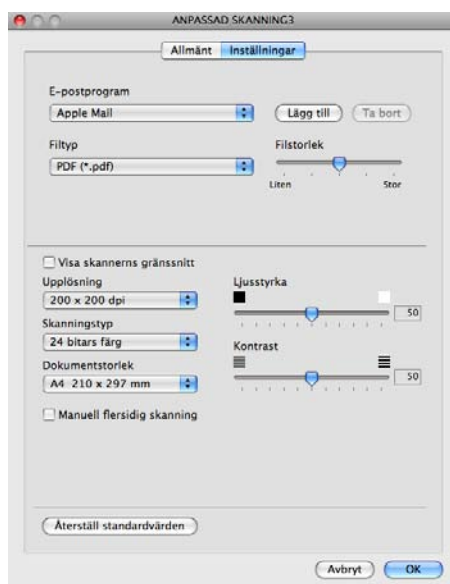 ANPASSAD SKANNING3
Allmänt Inställningar
E-postprogram
Apple Mail Lägg till Ta bort
Filtyp Filstorlek
PDF (*.pdf)
Liten Stor
Visa skannerns gränssnitt
Upplösning Ljusstyrka
200 x 200 dpi
50
Skanningstyp
24 bitars färg
Kontrast
Dokumentstorlek
A4 210 x 297 mm 50
Manuell flersidig skanning
Återställ standardvärden
Avbryt OK